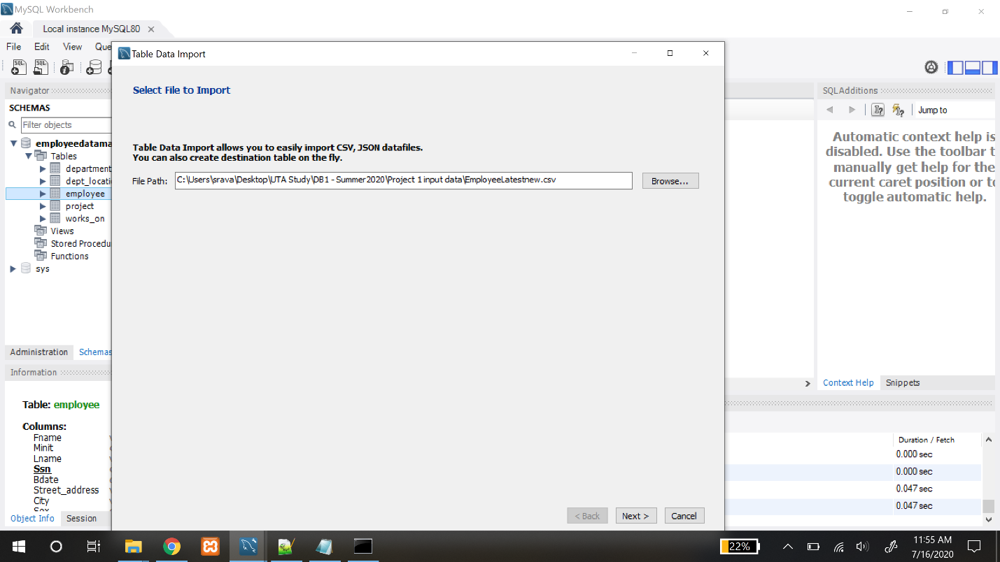 MySQL Workbench
Local instance MySQL80
File Edit View Que
Table Data Import
SQL SQL
Navigator
SCHEMAS
Filter objects
employeedatama
Tables
department
dept_locati
employee
project
works_on
Views
Stored Procedu
Functions
sys
Administration Schemas
Information
Table: employee
Columns:
Fname
Minit
Lname
Ssn
Bdate
Street_address
City
Object Info Session
Select File to Import
Table Data Import allows you to easily import CSV, JSON datafiles.
You can also create destination table on the fly.
File Path: C:\Users\srava\Desktop\UTA Study\DB1 - Summer2020\Project 1 input data\EmployeeLatestnew.csv Browse...
< Back Next > Cancel
SQLAdditions
Jump to
Automatic context help is
disabled. Use the toolbar t
manually get help for the
current caret position or to
toggle automatic help.
Context Help Snippets
Duration / Fetch
0.000 sec
0.000 sec
0.047 sec
0.047 sec
22%
11:55 AM
7/16/2020